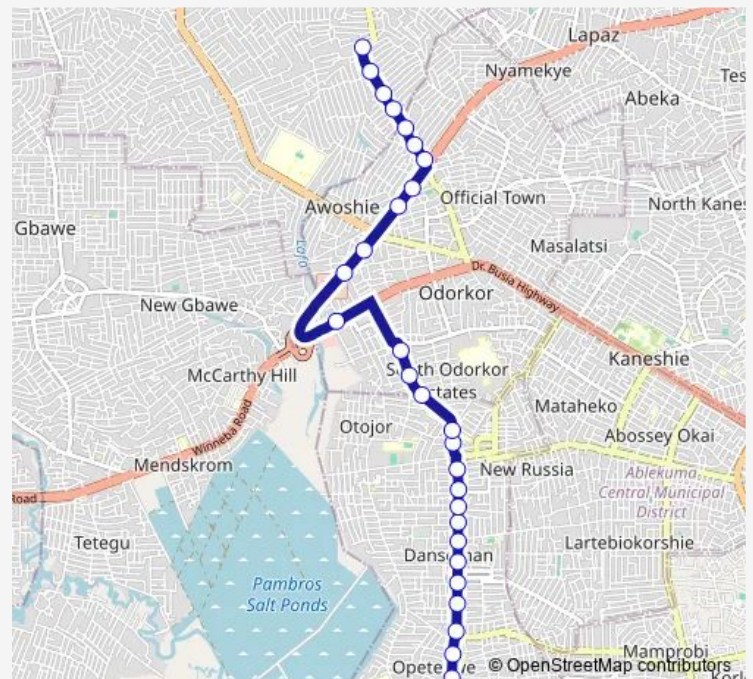 Lapaz
Nyamekye
Tes
Abeka
Official Town
Awoshie
North Kanes
Gbawe
Masalatsi
Lafa
Dr. Busia Highway
New Gbawe
Odorkor
Kaneshie
McCarthy Hill
South Odorkor
Estates
Mataheko
Otojor
Abossey Okai
Winneba Road
Mendskrom
New Russia
Ablekuma
Central Municipal
District
Road
Tetegu
Dansoman
Lartebiokorshie
Pambros
Salt Ponds
Mamprobi
Opete
© OpenStreetMap contributors